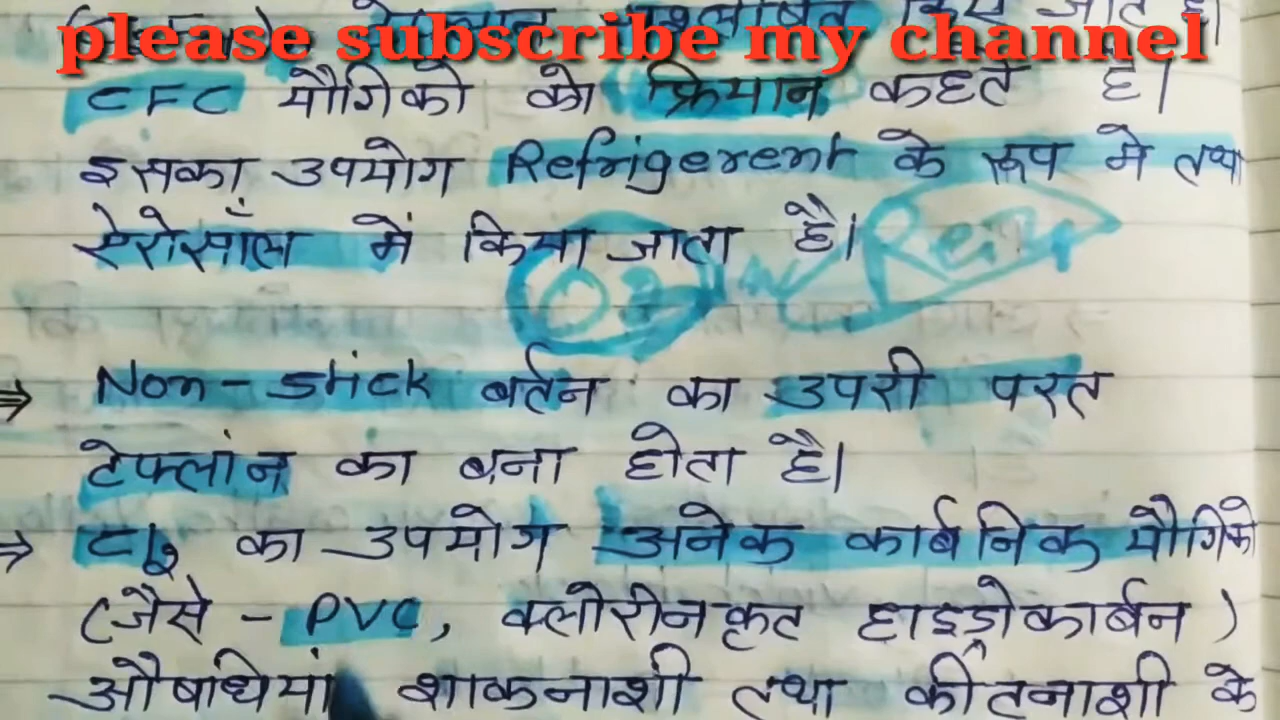 please subscribe my channel
किए जाते है।
CFC यौगिको को फ्रियान कहते है।
इसका उपयोग Refrigerent के रूप मे तथा
ऐरोसॉल में किया जाता है।
⇒ Non-stick बर्तन का उपरी परत
टेफ्लॉन का बना होता है।
⇒ Cl2 का उपयोग अनेक कार्बनिक यौगिको
(जैसे - PVC, क्लोरीनकृत हाइड्रोकार्बन)
औषधियां शाकनाशी तथा कीतनाशी के